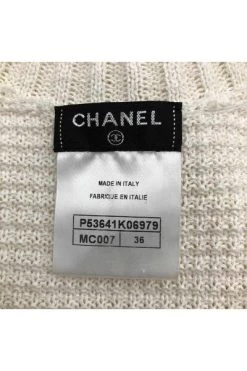 CHANEL
MADE IN ITALY
FABRIQUE EN ITALIE
P53641K06979
MC007 36